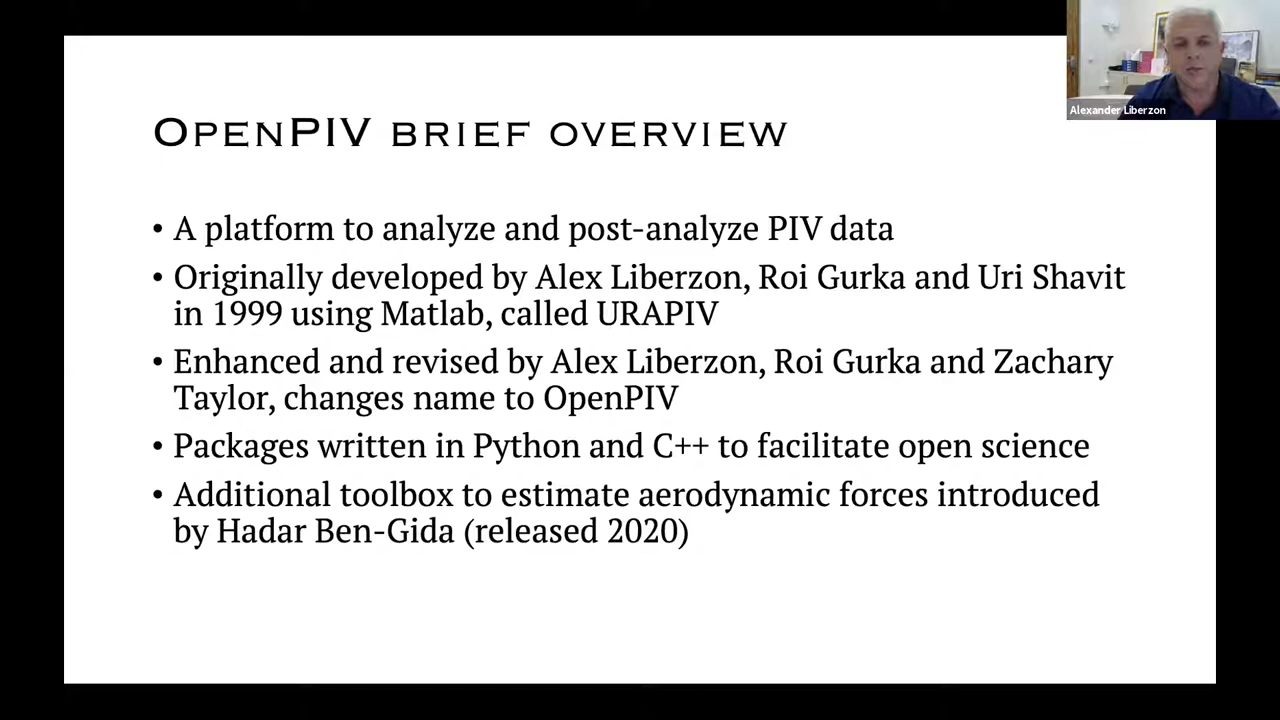 OpenPIV brief overview
• A platform to analyze and post-analyze PIV data
• Originally developed by Alex Liberzon, Roi Gurka and Uri Shavit
in 1999 using Matlab, called URAPIV
• Enhanced and revised by Alex Liberzon, Roi Gurka and Zachary
Taylor, changes name to OpenPIV
• Packages written in Python and C++ to facilitate open science
• Additional toolbox to estimate aerodynamic forces introduced
by Hadar Ben-Gida (released 2020)
Alexander Liberzon